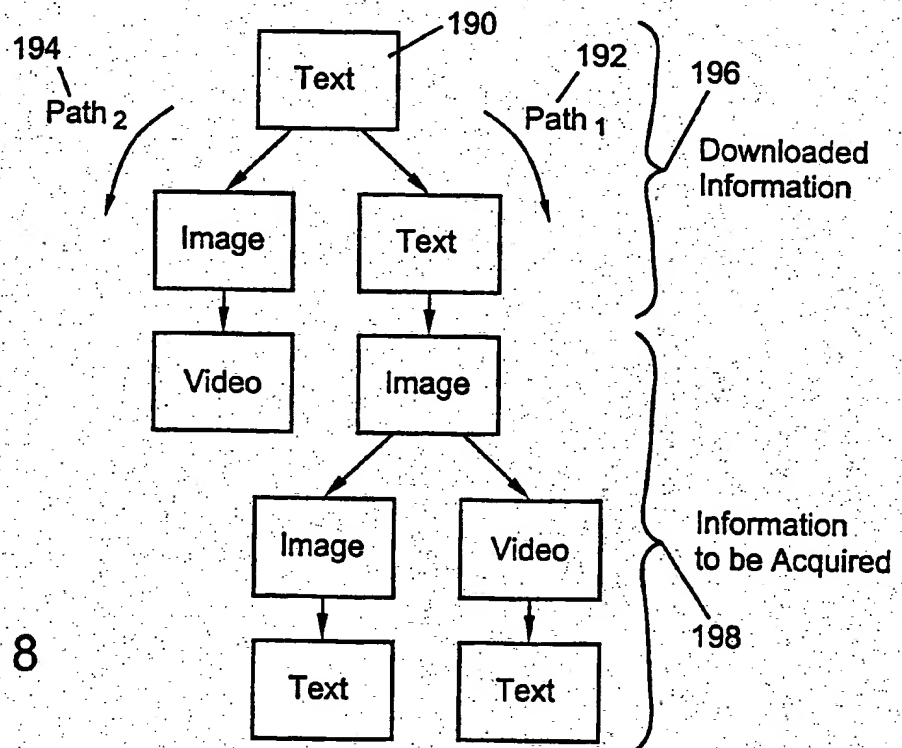 194
190
192
196
Text
Path 2
Path 1
Downloaded
Information
Image
Text
Video
Image
Image
Video
Information
to be Acquired
198
8
Text
Text